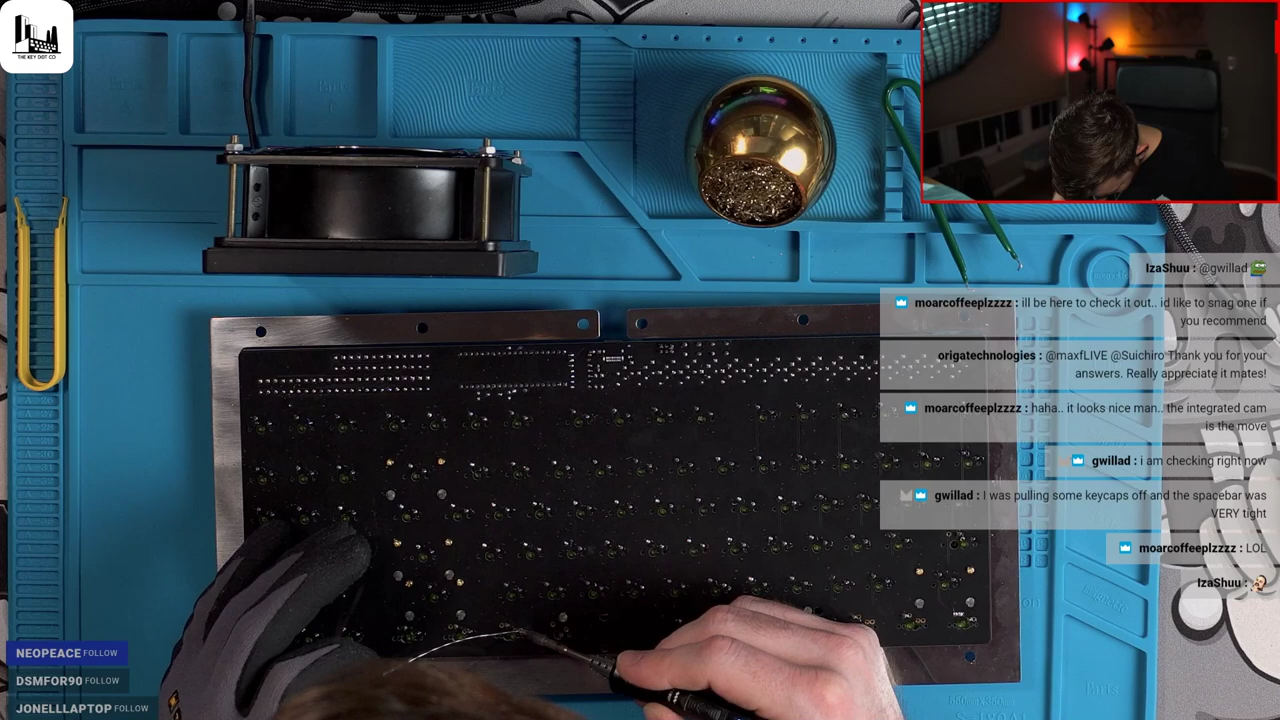 THE KEY DOT CO
IzaShuu : @gwillad
moarcoffeeplzzzz : ill be here to check it out.. id like to snag one if
you recommend
origatechnologies : @maxfLIVE @Suichiro Thank you for your
answers. Really appreciate it mates!
moarcoffeeplzzzz : haha.. it looks nice man.. the integrated cam
is the move
gwillad : i am checking right now
gwillad : I was pulling some keycaps off and the spacebar was
VERY tight
moarcoffeeplzzzz : LOL
IzaShuu :
NEOPEACE FOLLOW
DSMFOR90 FOLLOW
JONELLLAPTOP FOLLOW
Parts